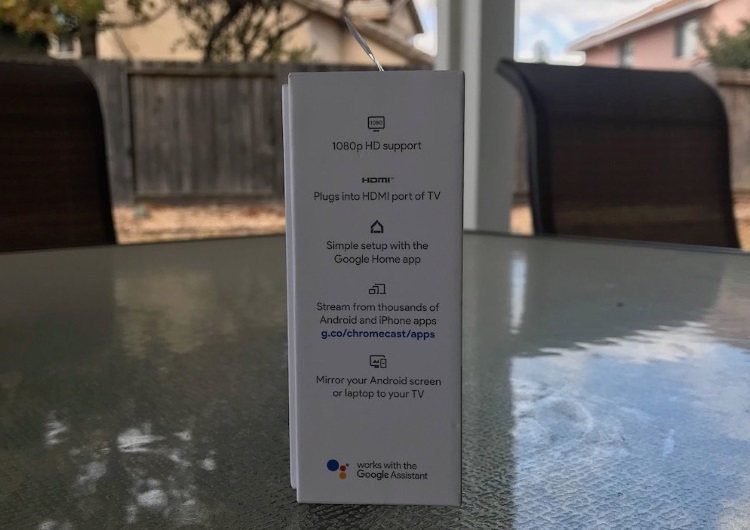 1080
1080p HD support
HDMI™
Plugs into HDMI port of TV
Simple setup with the
Google Home app
Stream from thousands of
Android and iPhone apps
g.co/chromecast/apps
Mirror your Android screen
or laptop to your TV
works with the
Google Assistant